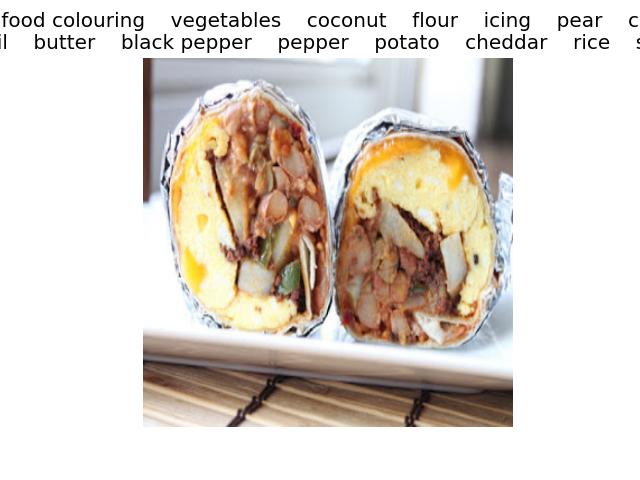 food colouring vegetables coconut flour icing pear
butter black pepper pepper potato cheddar rice